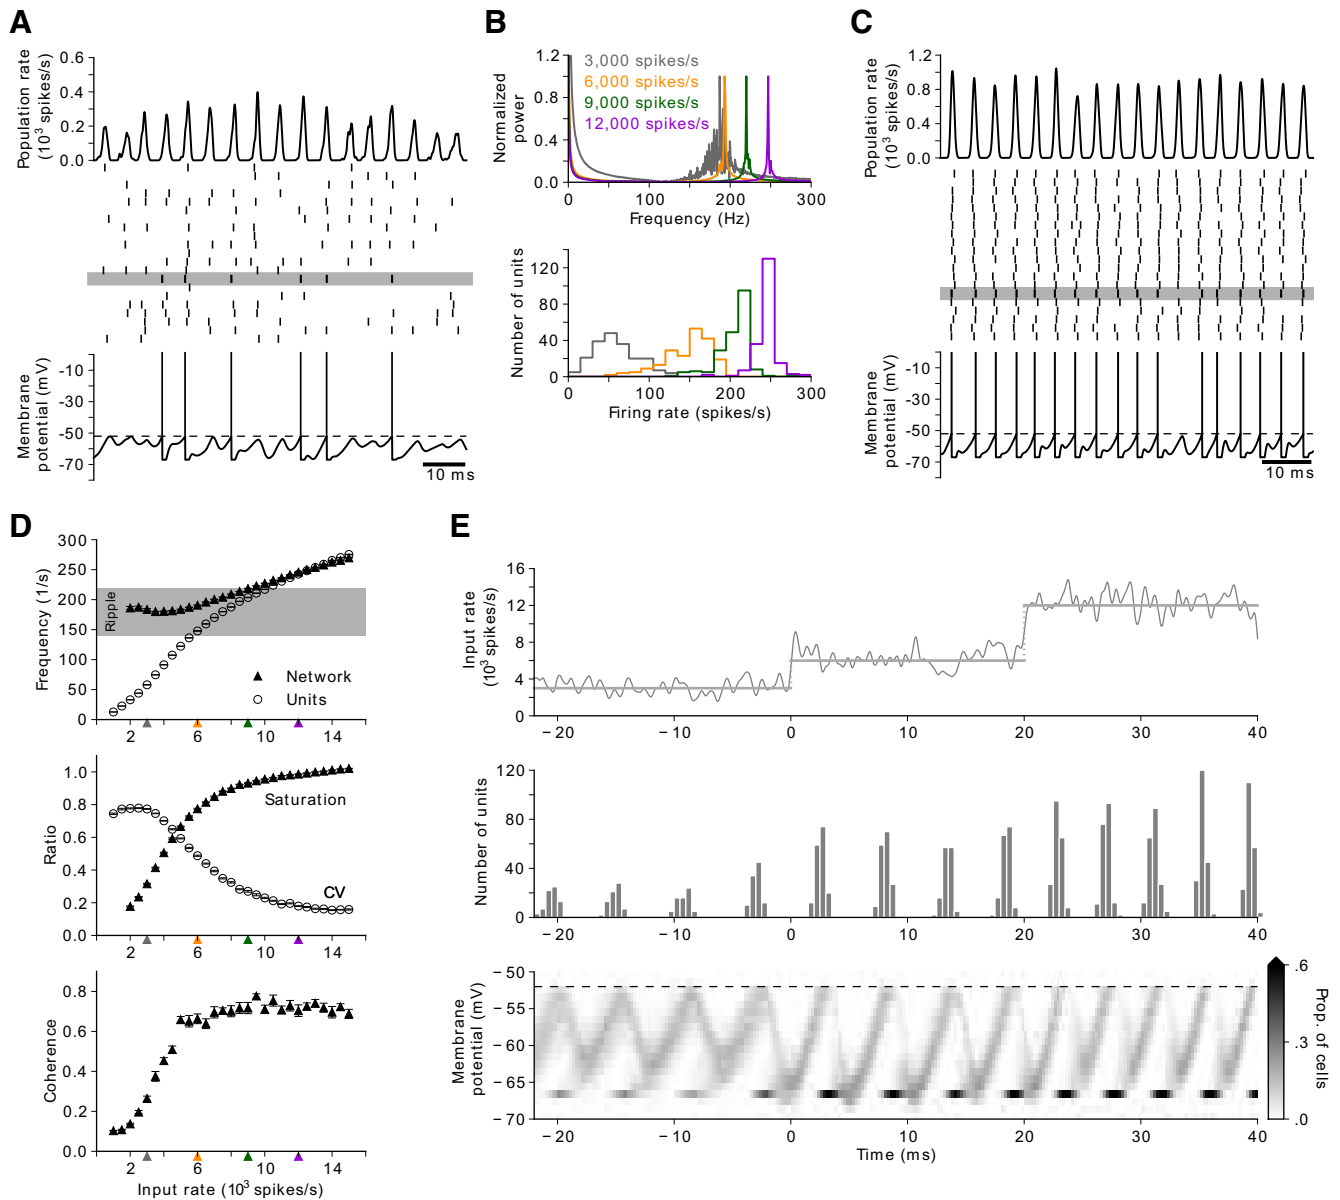 A
Population rate
(10³ spikes/s)
0.6
0.4
0.2
0.0
Membrane
potential (mV)
-10
-30
-50
-70
10 ms
B
Normalized
power
1.2
0.8
0.4
0.0
3,000 spikes/s
6,000 spikes/s
9,000 spikes/s
12,000 spikes/s
0 100 200 300
Frequency (Hz)
Number of units
120
80
40
0
0 100 200 300
Firing rate (spikes/s)
C
Population rate
(10³ spikes/s)
1.2
0.8
0.4
0.0
Membrane
potential (mV)
-10
-30
-50
-70
10 ms
D
Frequency (1/s)
300
250
200
150
100
50
0
Ripple
Network
Units
2 6 10 14
Ratio
1.0
0.8
0.6
0.4
0.2
0.0
Saturation
CV
2 6 10 14
Coherence
0.8
0.6
0.4
0.2
0.0
2 6 10 14
Input rate (10³ spikes/s)
E
Input rate
(10³ spikes/s)
16
12
8
4
0
−20 −10 0 10 20 30 40
Number of units
120
80
40
0
−20 −10 0 10 20 30 40
Membrane
potential (mV)
−50
−55
−60
−65
−70
−20 −10 0 10 20 30 40
Time (ms)
.6
.3
.0
Prop. of cells